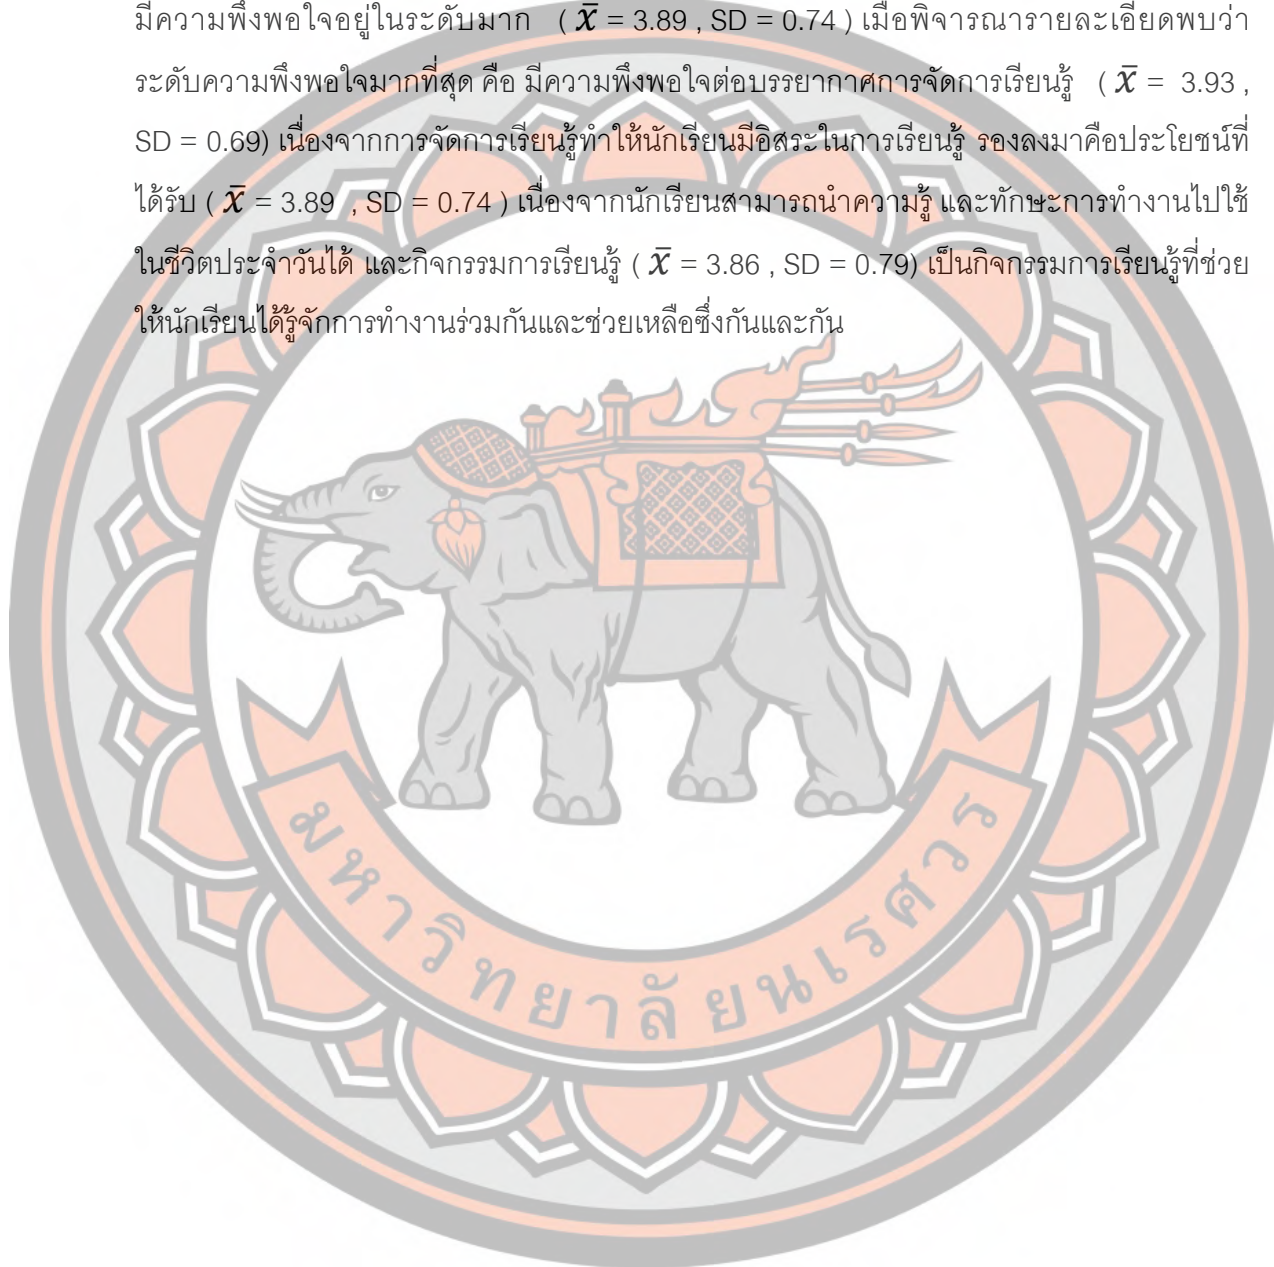 มีความพึงพอใจอยู่ในระดับมาก ( x̄ = 3.89 , SD = 0.74 ) เมื่อพิจารณารายละเอียดพบว่า
ระดับความพึงพอใจมากที่สุด คือ มีความพึงพอใจต่อบรรยากาศการจัดการเรียนรู้ ( x̄ = 3.93 ,
SD = 0.69) เนื่องจากการจัดการเรียนรู้ทำให้นักเรียนมีอิสระในการเรียนรู้ รองลงมาคือประโยชน์ที่
ได้รับ ( x̄ = 3.89 , SD = 0.74 ) เนื่องจากนักเรียนสามารถนำความรู้ และทักษะการทำงานไปใช้
ในชีวิตประจำวันได้ และกิจกรรมการเรียนรู้ ( x̄ = 3.86 , SD = 0.79) เป็นกิจกรรมการเรียนรู้ที่ช่วย
ให้นักเรียนได้รู้จักการทำงานร่วมกันและช่วยเหลือซึ่งกันและกัน
มหาวิทยาลัยนเรศวร